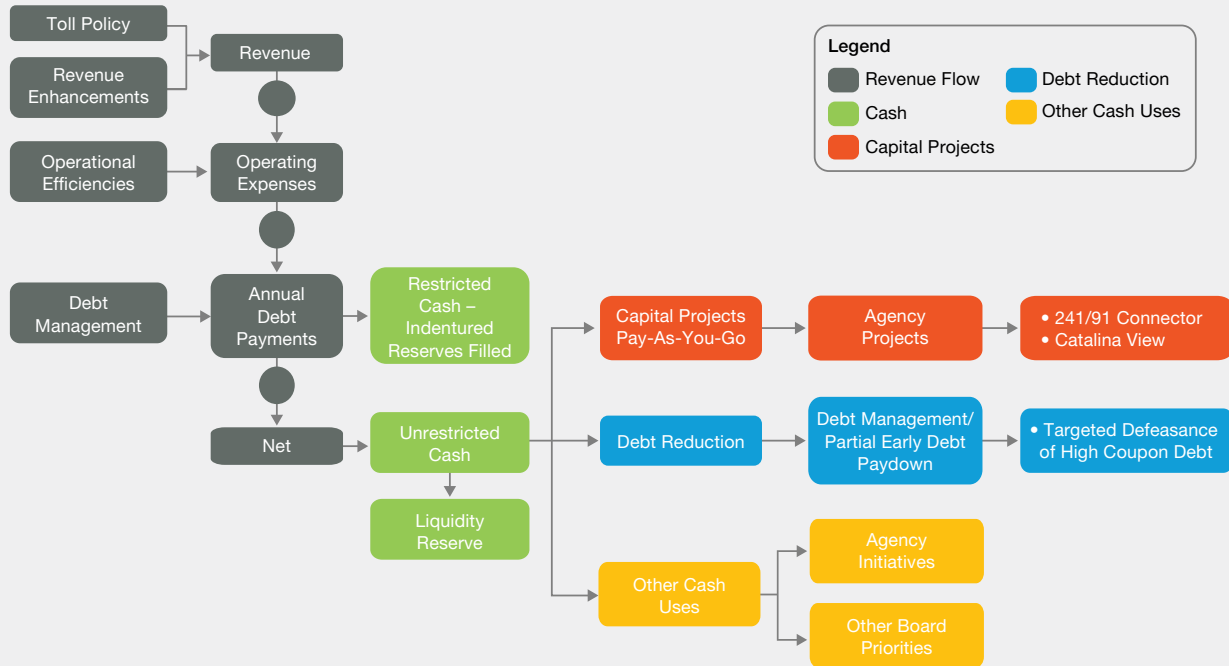 Toll Policy
Revenue
Enhancements
Revenue
Legend
Revenue Flow
Debt Reduction
Cash
Other Cash Uses
Capital Projects
Operational
Efficiencies
Operating
Expenses
Debt
Management
Annual
Debt
Payments
Restricted
Cash –
Indentured
Reserves Filled
Capital Projects
Pay-As-You-Go
Agency
Projects
• 241/91 Connector
• Catalina View
Net
Unrestricted
Cash
Debt Reduction
Debt Management/
Partial Early Debt
Paydown
• Targeted Defeasance
of High Coupon Debt
Liquidity
Reserve
Other Cash
Uses
Agency
Initiatives
Other Board
Priorities